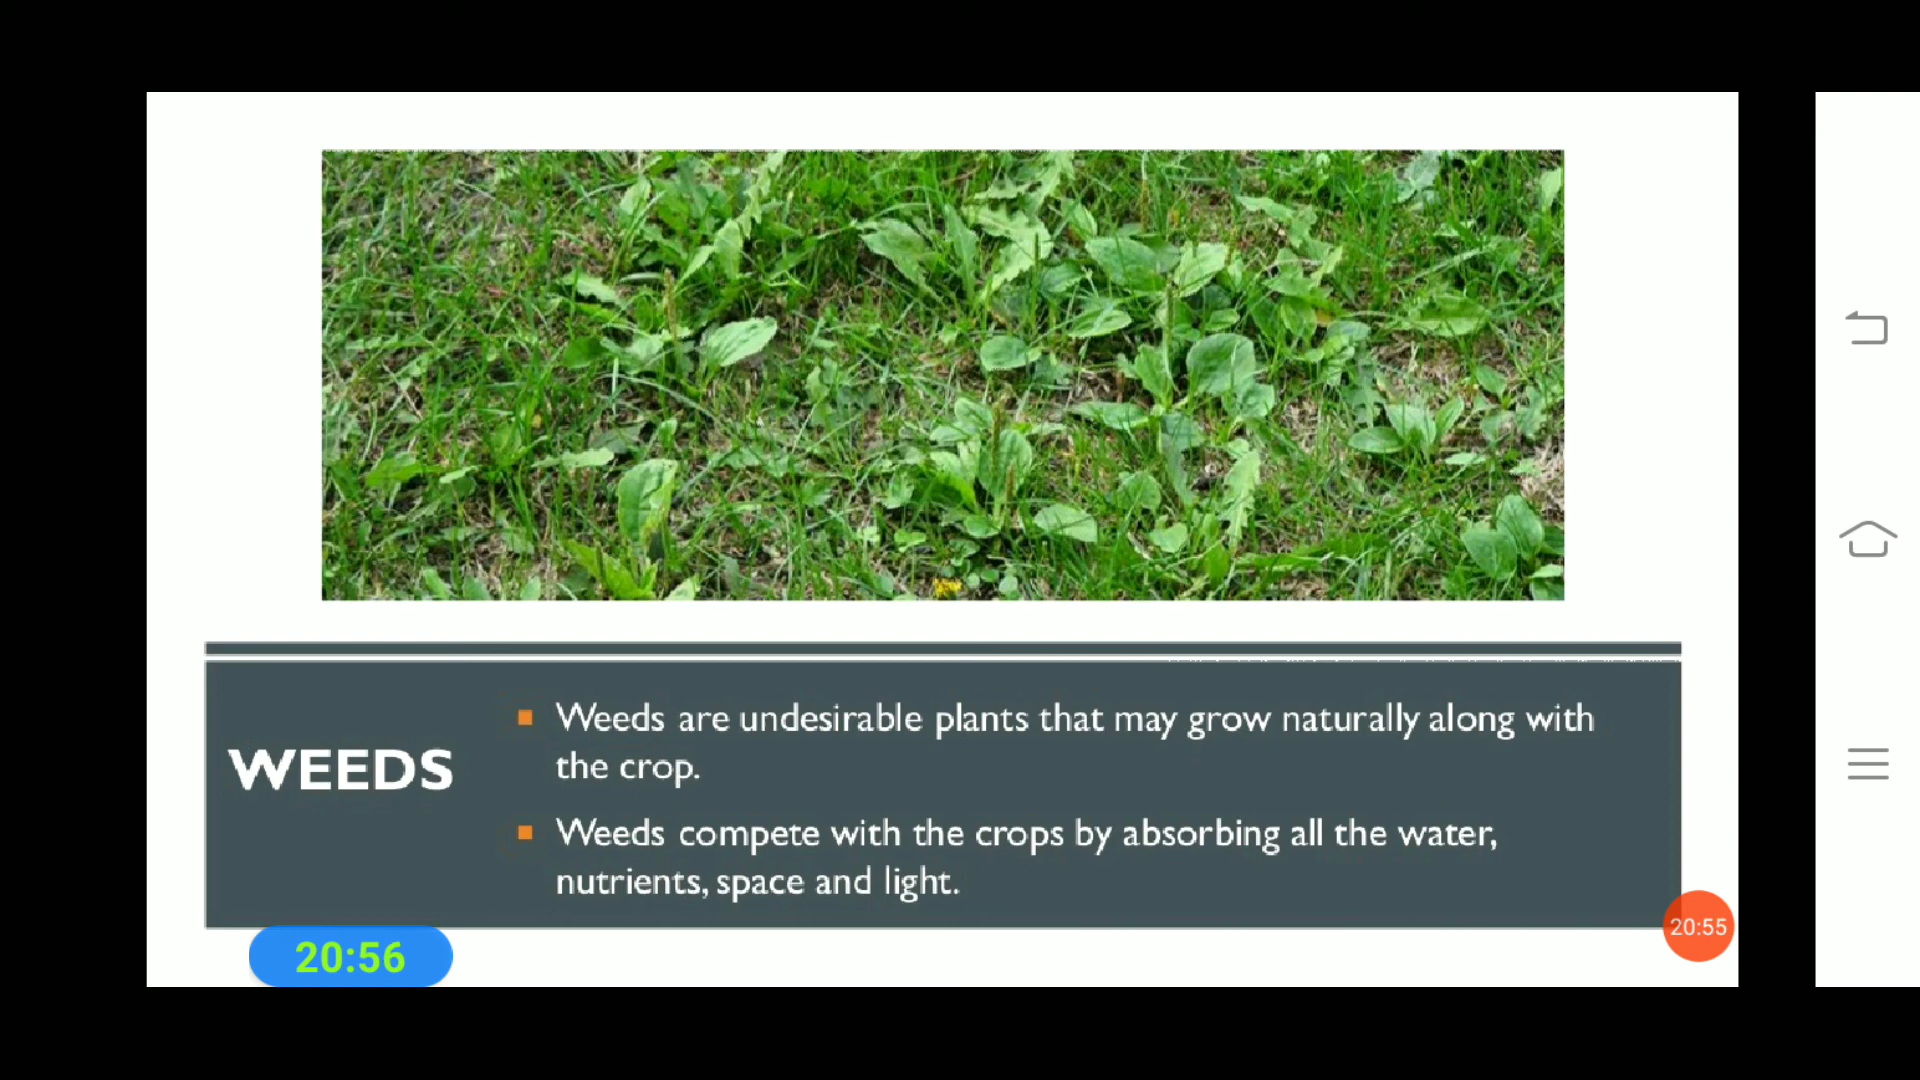 WEEDS
Weeds are undesirable plants that may grow naturally along with
the crop.
Weeds compete with the crops by absorbing all the water,
nutrients, space and light.
20:56
20:55